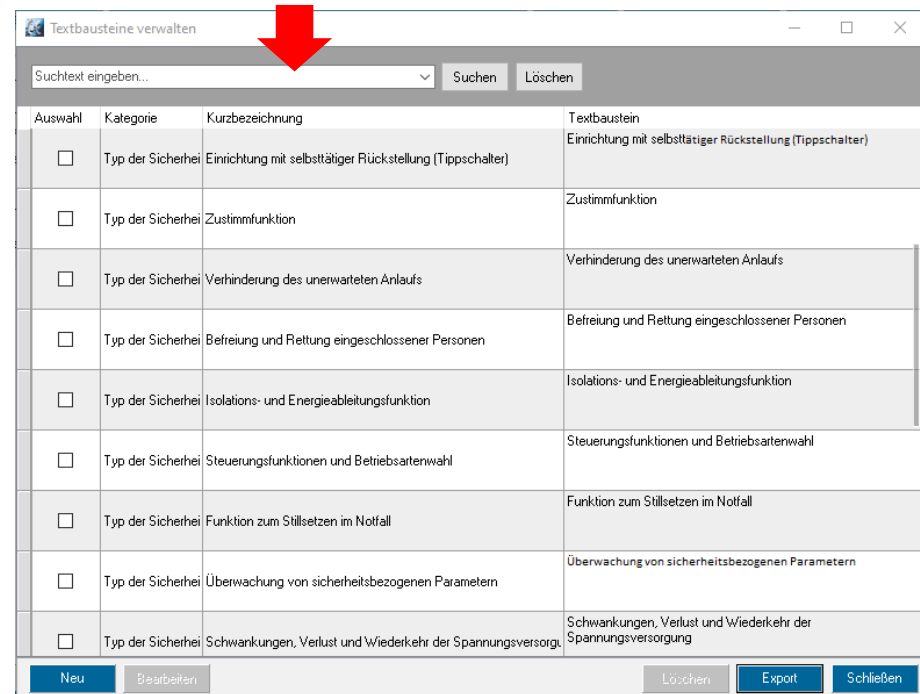 Textbausteine verwalten
Suchtext eingeben... Suchen Löschen
Auswahl Kategorie Kurzbezeichnung Textbaustein
Typ der Sicherhei Einrichtung mit selbsttätiger Rückstellung (Tippschalter) Einrichtung mit selbsttätiger Rückstellung (Tippschalter)
Typ der Sicherhei Zustimmfunktion Zustimmfunktion
Typ der Sicherhei Verhinderung des unerwarteten Anlaufs Verhinderung des unerwarteten Anlaufs
Typ der Sicherhei Befreiung und Rettung eingeschlossener Personen Befreiung und Rettung eingeschlossener Personen
Typ der Sicherhei Isolations- und Energieableitungsfunktion Isolations- und Energieableitungsfunktion
Typ der Sicherhei Steuerungsfunktionen und Betriebsartenwahl Steuerungsfunktionen und Betriebsartenwahl
Typ der Sicherhei Funktion zum Stillsetzen im Notfall Funktion zum Stillsetzen im Notfall
Typ der Sicherhei Überwachung von sicherheitsbezogenen Parametern Überwachung von sicherheitsbezogenen Parametern
Typ der Sicherhei Schwankungen, Verlust und Wiederkehr der Spannungsversorgu Schwankungen, Verlust und Wiederkehr der
Spannungsversorgung
Neu Bearbeiten Löschen Export Schließen